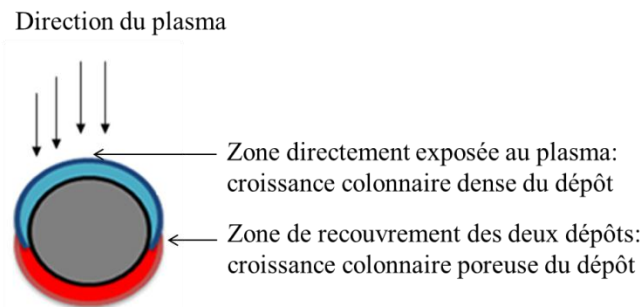 Direction du plasma
Zone directement exposée au plasma:
croissance colonnaire dense du dépôt
Zone de recouvrement des deux dépôts:
croissance colonnaire poreuse du dépôt